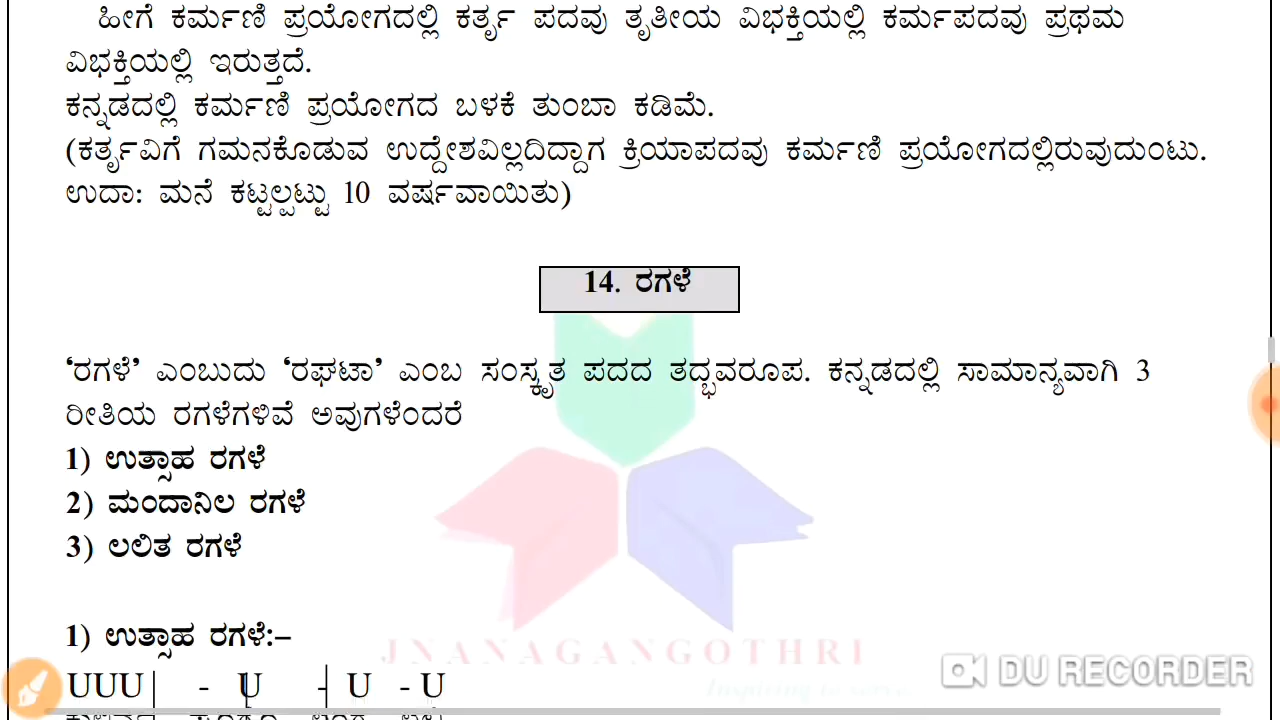 ಹೀಗೆ ಕರ್ಮಣಿ ಪ್ರಯೋಗದಲ್ಲಿ ಕರ್ತೃ ಪದವು ತೃತೀಯ ವಿಭಕ್ತಿಯಲ್ಲಿ ಕರ್ಮಪದವು ಪ್ರಥಮ
ವಿಭಕ್ತಿಯಲ್ಲಿ ಇರುತ್ತದೆ.
ಕನ್ನಡದಲ್ಲಿ ಕರ್ಮಣಿ ಪ್ರಯೋಗದ ಬಳಕೆ ತುಂಬಾ ಕಡಿಮೆ.
(ಕರ್ತೃವಿಗೆ ಗಮನಕೊಡುವ ಉದ್ದೇಶವಿಲ್ಲದಿದ್ದಾಗ ಕ್ರಿಯಾಪದವು ಕರ್ಮಣಿ ಪ್ರಯೋಗದಲ್ಲಿರುವುದುಂಟು.
ಉದಾ: ಮನೆ ಕಟ್ಟಲ್ಪಟ್ಟು 10 ವರ್ಷವಾಯಿತು)
14. ರಗಳೆ
‘ರಗಳೆ’ ಎಂಬುದು ‘ರಘಟಾ’ ಎಂಬ ಸಂಸ್ಕೃತ ಪದದ ತದ್ಭವರೂಪ. ಕನ್ನಡದಲ್ಲಿ ಸಾಮಾನ್ಯವಾಗಿ 3
ರೀತಿಯ ರಗಳೆಗಳಿವೆ ಅವುಗಳೆಂದರೆ
1) ಉತ್ಸಾಹ ರಗಳೆ
2) ಮಂದಾನಿಲ ರಗಳೆ
3) ಲಲಿತ ರಗಳೆ
1) ಉತ್ಸಾಹ ರಗಳೆ:–
JNANAGANGOTHRI
DU RECORDER
Inspiring to serve
UUU| - U -| U - U